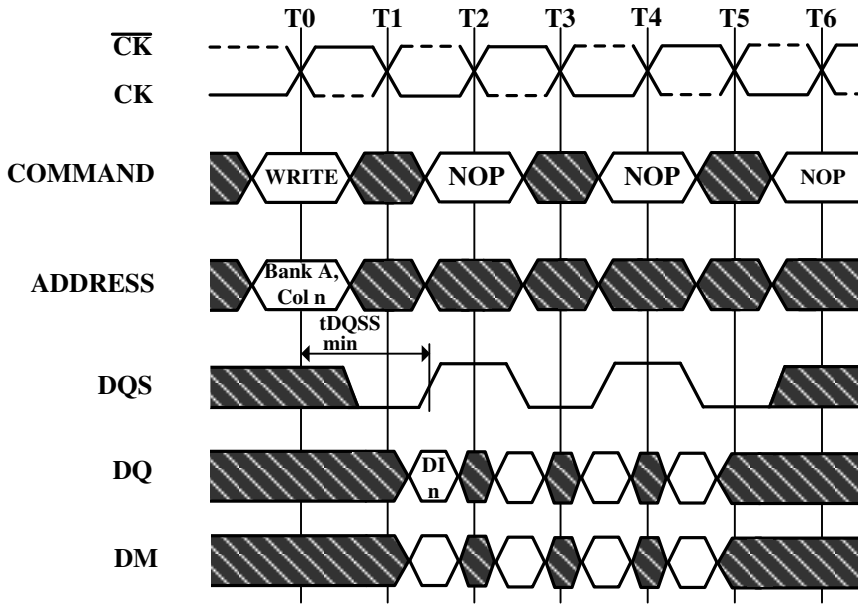 T0 T1 T2 T3 T4 T5 T6
CK
CK
COMMAND WRITE NOP NOP NOP
ADDRESS Bank A,
Col n
tDQSS
min
DQS
DQ DI
n
DM